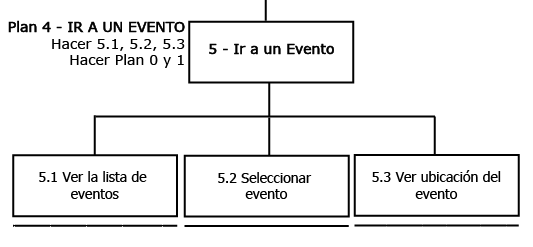 Plan 4 - IR A UN EVENTO
Hacer 5.1, 5.2, 5.3
Hacer Plan 0 y 1
5 - Ir a un Evento
5.1 Ver la lista de
eventos
5.2 Seleccionar
evento
5.3 Ver ubicación del
evento